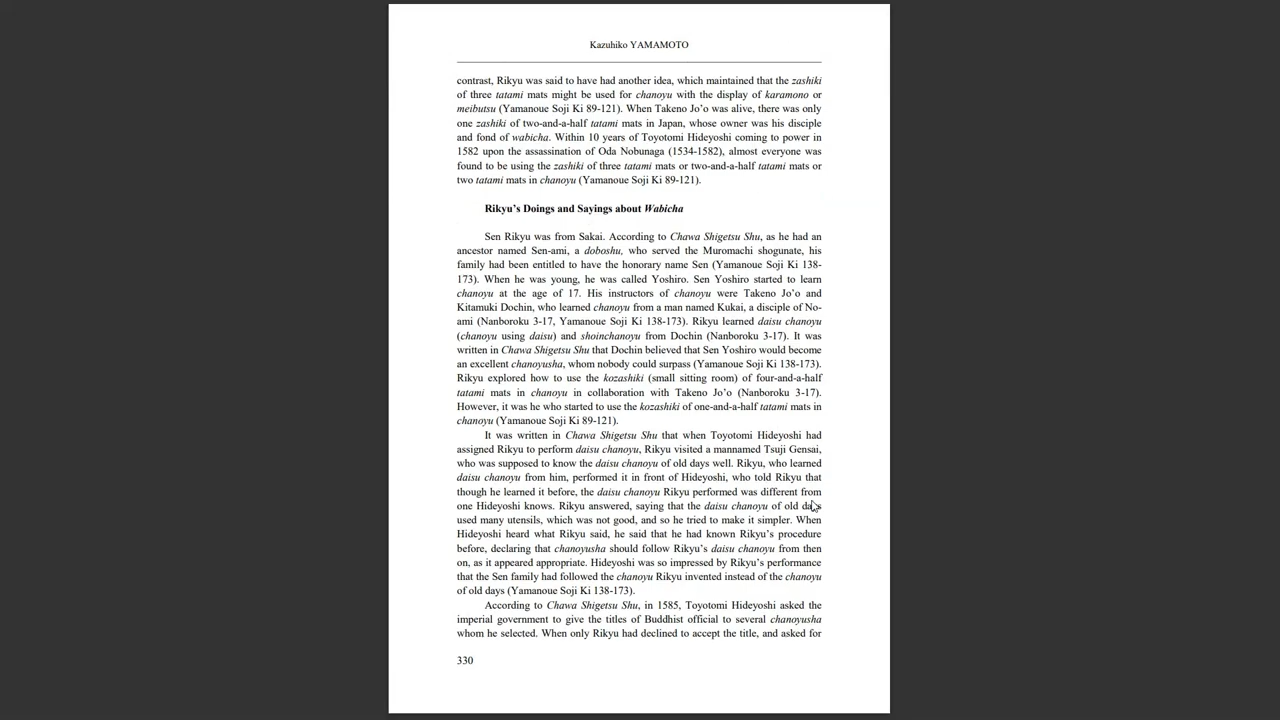 Kazuhiko YAMAMOTO
contrast, Rikyu was said to have had another idea, which maintained that the zashiki
of three tatami mats might be used for chanoyu with the display of karamono or
meibutsu (Yamanoue Soji Ki 89-121). When Takeno Jo’o was alive, there was only
one zashiki of two-and-a-half tatami mats in Japan, whose owner was his disciple
and fond of wabicha. Within 10 years of Toyotomi Hideyoshi coming to power in
1582 upon the assassination of Oda Nobunaga (1534-1582), almost everyone was
found to be using the zashiki of three tatami mats or two-and-a-half tatami mats or
two tatami mats in chanoyu (Yamanoue Soji Ki 89-121).
Rikyu’s Doings and Sayings about Wabicha
Sen Rikyu was from Sakai. According to Chawa Shigetsu Shu, as he had an
ancestor named Sen-ami, a doboshu, who served the Muromachi shogunate, his
family had been entitled to have the honorary name Sen (Yamanoue Soji Ki 138-
173). When he was young, he was called Yoshiro. Sen Yoshiro started to learn
chanoyu at the age of 17. His instructors of chanoyu were Takeno Jo’o and
Kitamuki Dochin, who learned chanoyu from a man named Kukai, a disciple of No-
ami (Nanboroku 3-17, Yamanoue Soji Ki 138-173). Rikyu learned daisu chanoyu
(chanoyu using daisu) and shoinchanoyu from Dochin (Nanboroku 3-17). It was
written in Chawa Shigetsu Shu that Dochin believed that Sen Yoshiro would become
an excellent chanoyusha, whom nobody could surpass (Yamanoue Soji Ki 138-173).
Rikyu explored how to use the kozashiki (small sitting room) of four-and-a-half
tatami mats in chanoyu in collaboration with Takeno Jo’o (Nanboroku 3-17).
However, it was he who started to use the kozashiki of one-and-a-half tatami mats in
chanoyu (Yamanoue Soji Ki 89-121).
It was written in Chawa Shigetsu Shu that when Toyotomi Hideyoshi had
assigned Rikyu to perform daisu chanoyu, Rikyu visited a mannamed Tsuji Gensai,
who was supposed to know the daisu chanoyu of old days well. Rikyu, who learned
daisu chanoyu from him, performed it in front of Hideyoshi, who told Rikyu that
though he learned it before, the daisu chanoyu Rikyu performed was different from
one Hideyoshi knows. Rikyu answered, saying that the daisu chanoyu of old days
used many utensils, which was not good, and so he tried to make it simpler. When
Hideyoshi heard what Rikyu said, he said that he had known Rikyu’s procedure
before, declaring that chanoyusha should follow Rikyu’s daisu chanoyu from then
on, as it appeared appropriate. Hideyoshi was so impressed by Rikyu’s performance
that the Sen family had followed the chanoyu Rikyu invented instead of the chanoyu
of old days (Yamanoue Soji Ki 138-173).
According to Chawa Shigetsu Shu, in 1585, Toyotomi Hideyoshi asked the
imperial government to give the titles of Buddhist official to several chanoyusha
whom he selected. When only Rikyu had declined to accept the title, and asked for
330